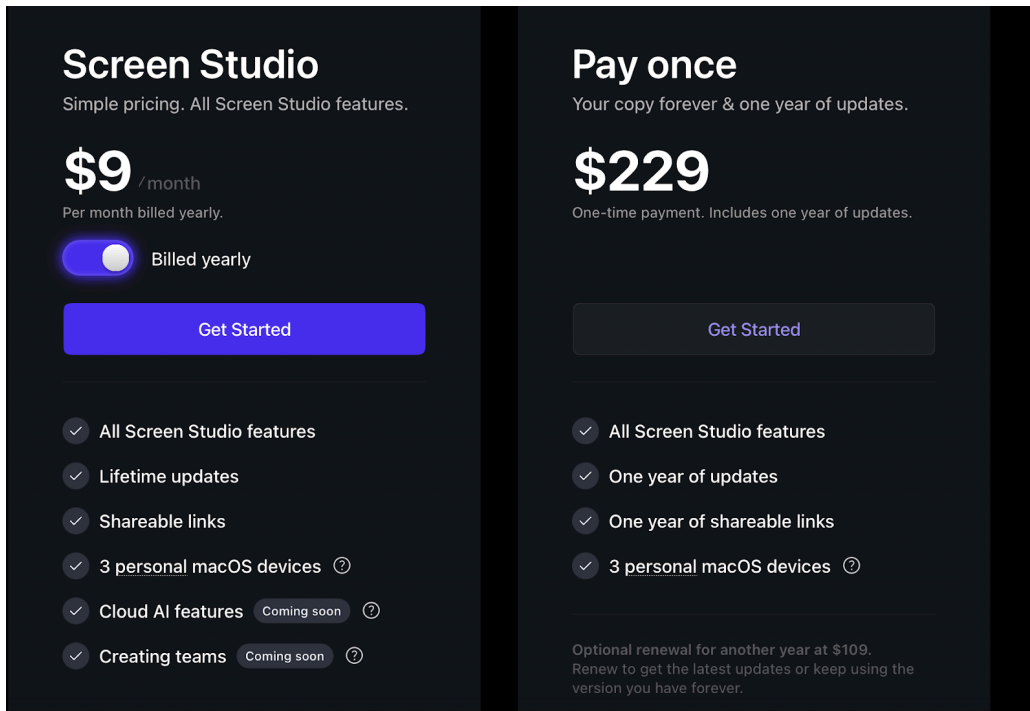 Screen Studio
Simple pricing. All Screen Studio features.
$9 /month
Per month billed yearly.
Billed yearly
Get Started
All Screen Studio features
Lifetime updates
Shareable links
3 personal macOS devices ?
Cloud AI features Coming soon ?
Creating teams Coming soon ?
Pay once
Your copy forever & one year of updates.
$229
One-time payment. Includes one year of updates.
Get Started
All Screen Studio features
One year of updates
One year of shareable links
3 personal macOS devices ?
Optional renewal for another year at $109.
Renew to get the latest updates or keep using the
version you have forever.